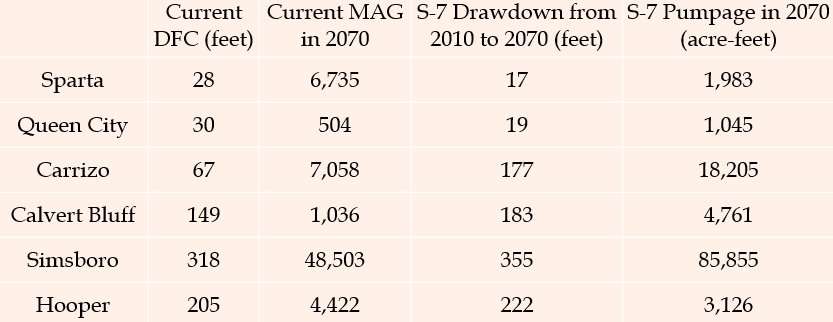 Current DFC (feet) Current MAG in 2070 S-7 Drawdown from 2010 to 2070 (feet) S-7 Pumpage in 2070 (acre-feet)
Sparta 28 6,735 17 1,983
Queen City 30 504 19 1,045
Carrizo 67 7,058 177 18,205
Calvert Bluff 149 1,036 183 4,761
Simsboro 318 48,503 355 85,855
Hooper 205 4,422 222 3,126